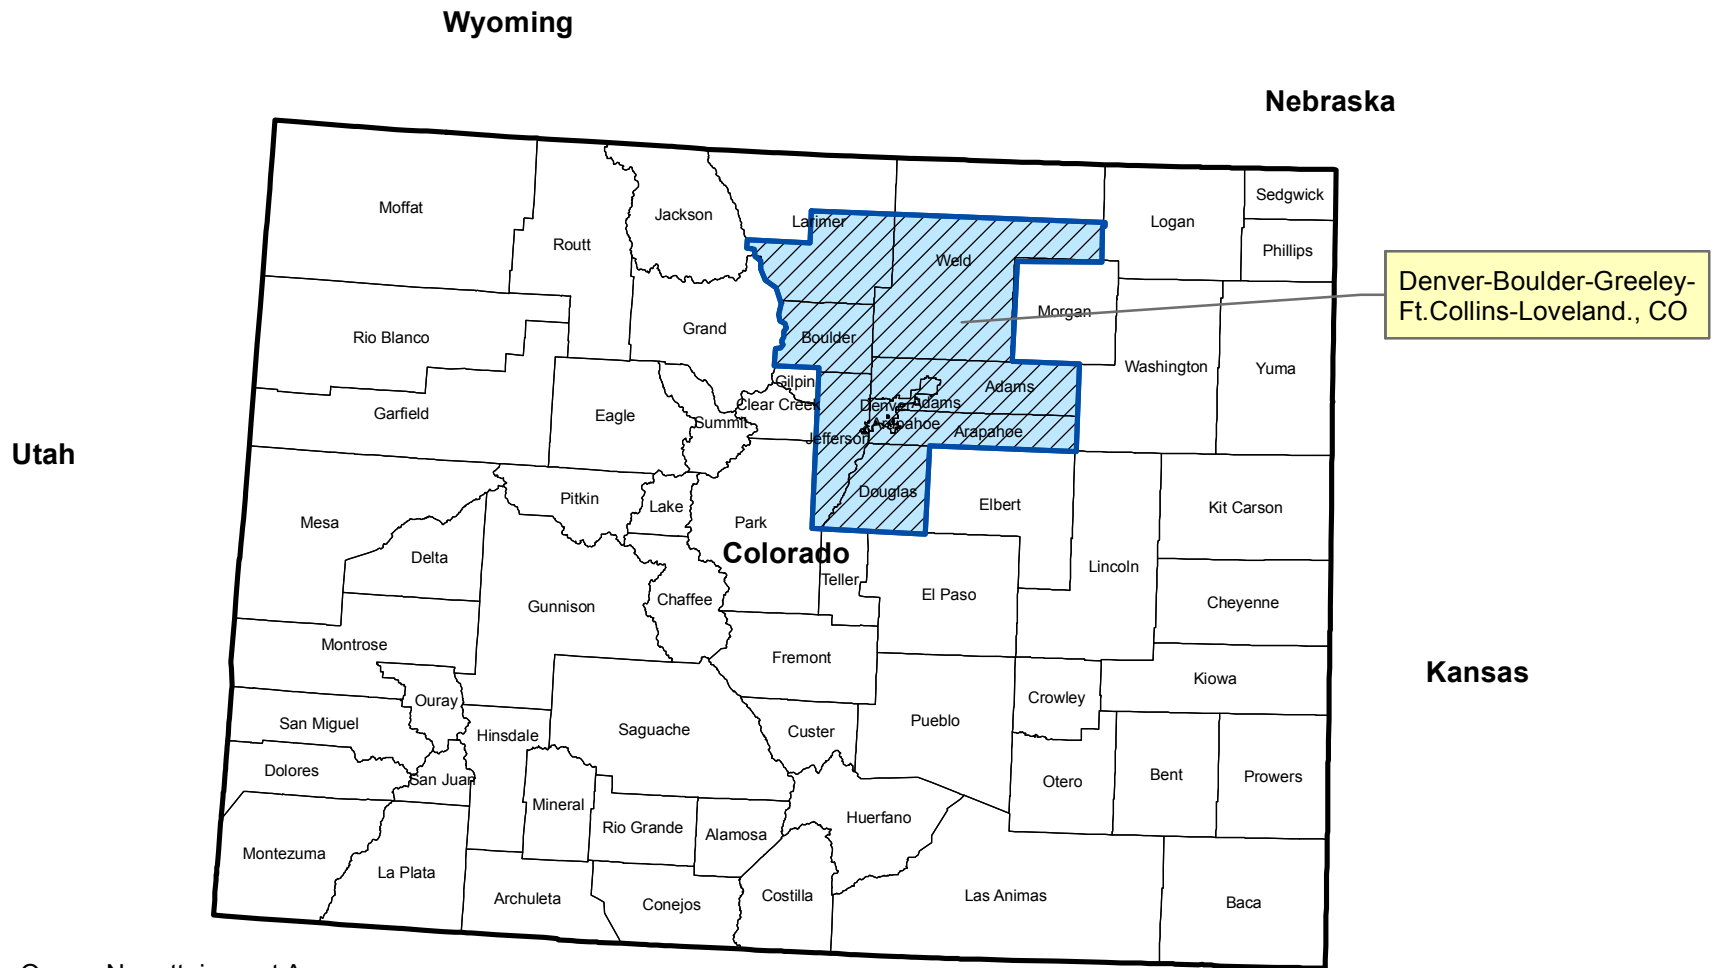 Wyoming
Nebraska
Sedgwick
Moffat
Jackson
Larimer
Logan
Routt
Phillips
Weld
Denver-Boulder-Greeley-
Ft.Collins-Loveland., CO
Morgan
Grand
Rio Blanco
Boulder
Washington
Yuma
Gilpin
Adams
Clear Creek
Denver
Adams
Garfield
Eagle
Summit
Arapahoe
Arapahoe
Jefferson
Utah
Douglas
Pitkin
Lake
Elbert
Kit Carson
Mesa
Park
Colorado
Delta
Lincoln
Teller
El Paso
Chaffee
Cheyenne
Gunnison
Montrose
Fremont
Kansas
Kiowa
Crowley
Ouray
Pueblo
San Miguel
Saguache
Custer
Hinsdale
Dolores
San Juan
Bent
Prowers
Otero
Mineral
Huerfano
Rio Grande
Alamosa
Montezuma
La Plata
Costilla
Las Animas
Archuleta
Conejos
Baca